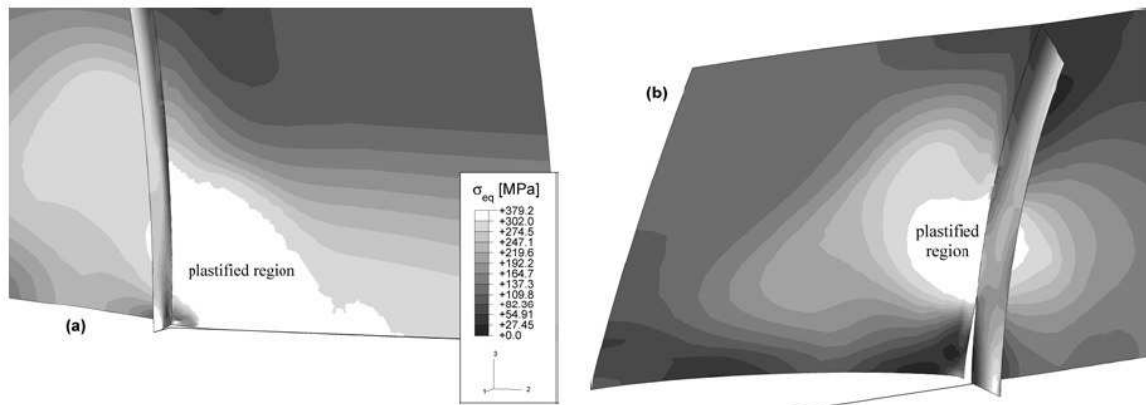 (b)
σeq [MPa]
+379.2
+302.0
+274.5
+247.1
+219.6
+192.2
+164.7
+137.3
+109.8
+82.36
+54.91
+27.45
+0.0
plastified
region
plastified region
(a)
3
1
2